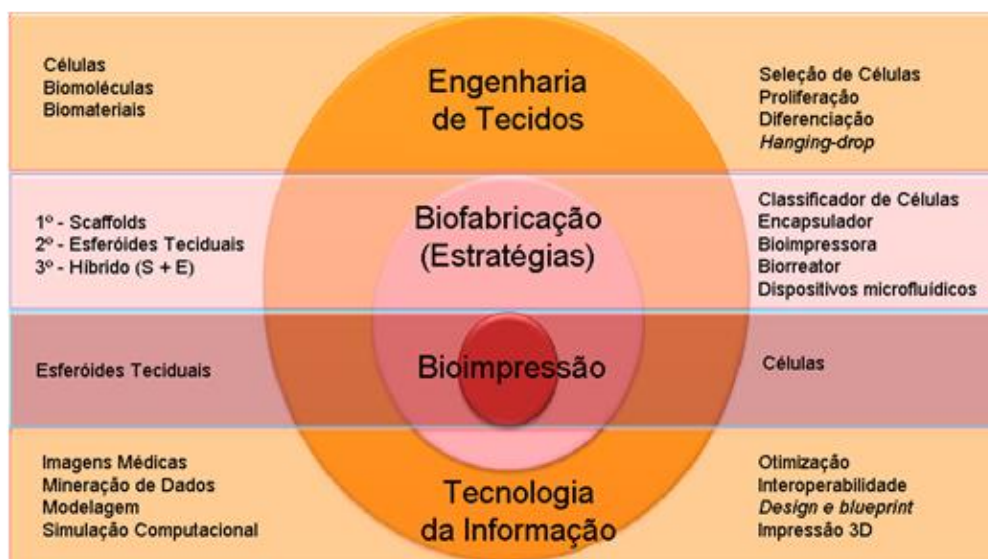 Células
Biomoléculas
Biomateriais
Engenharia
de Tecidos
Seleção de Células
Proliferação
Diferenciação
Hanging-drop
1º - Scaffolds
2º - Esferóides Teciduais
3º - Híbrido (S + E)
Biofabricação
(Estratégias)
Classificador de Células
Encapsulador
Bioimpressora
Biorreator
Dispositivos microfluídicos
Esferóides Teciduais
Bioimpressão
Células
Imagens Médicas
Mineração de Dados
Modelagem
Simulação Computacional
Tecnologia
da Informação
Otimização
Interoperabilidade
Design e blueprint
Impressão 3D